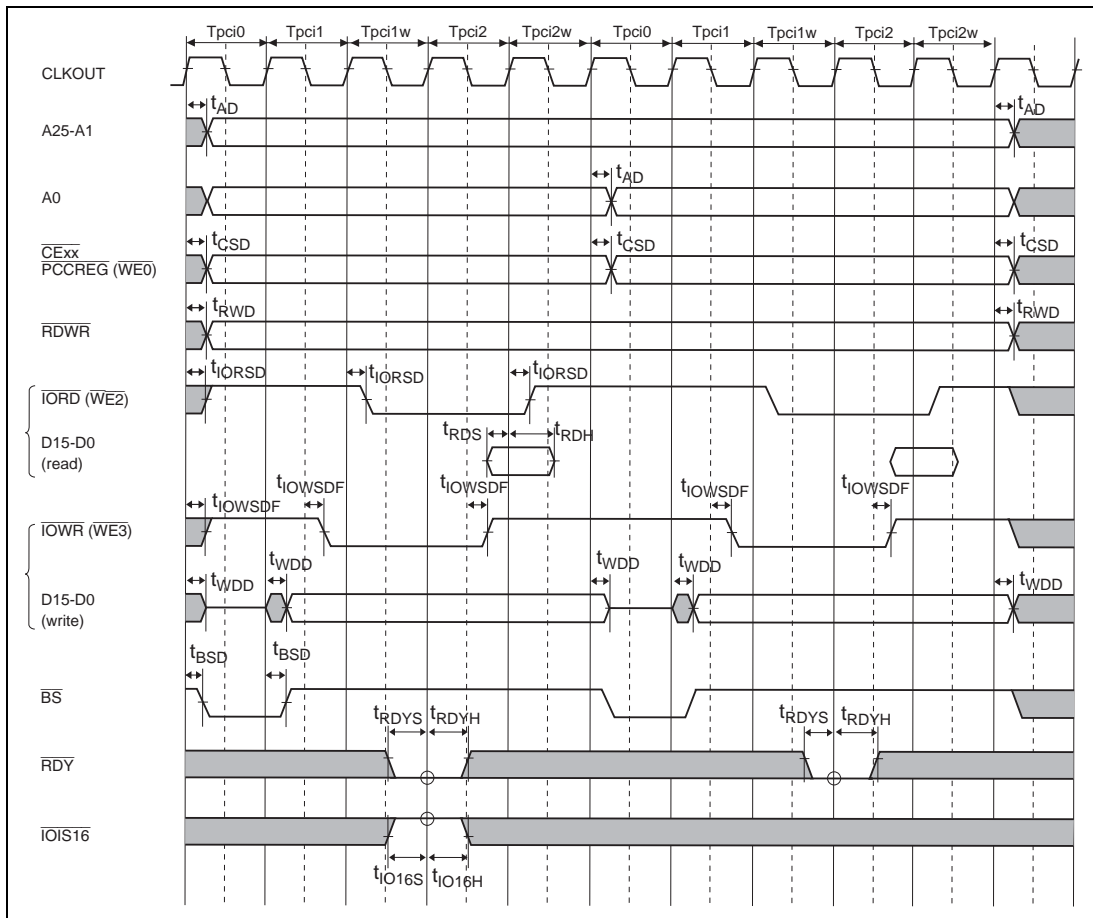 Tpci0 Tpci1 Tpci1w Tpci2 Tpci2w Tpci0 Tpci1 Tpci1w Tpci2 Tpci2w
CLKOUT
tAD tAD
A25-A1
tAD
A0
tCSD tCSD tCSD
CExx
PCCREG (WE0)
tRWD tRWD
RDWR
tIORSD tIORSD tIORSD
IORD (WE2)
tRDS tRDH
D15-D0
(read)
tIOWSDF tIOWSDF tIOWSDF tIOWSDF tIOWSDF
IOWR (WE3)
tWDD tWDD tWDD tWDD tWDD
D15-D0
(write)
tBSD tBSD
BS
tRDYS tRDYH tRDYS tRDYH
RDY
IOIS16
tIO16S tIO16H